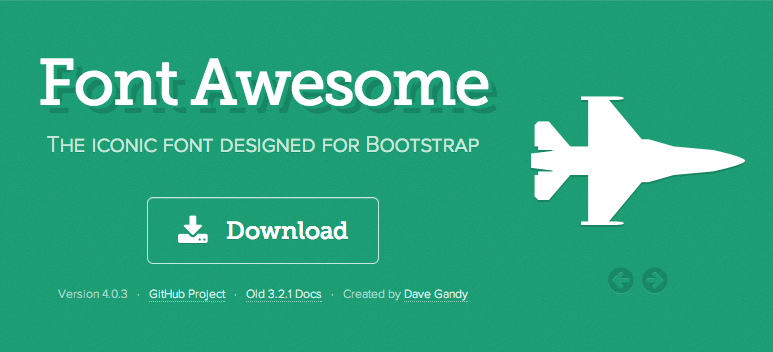 Font Awesome
The iconic font designed for Bootstrap
Download
Version 4.0.3 · GitHub Project · Old 3.2.1 Docs · Created by Dave Gandy